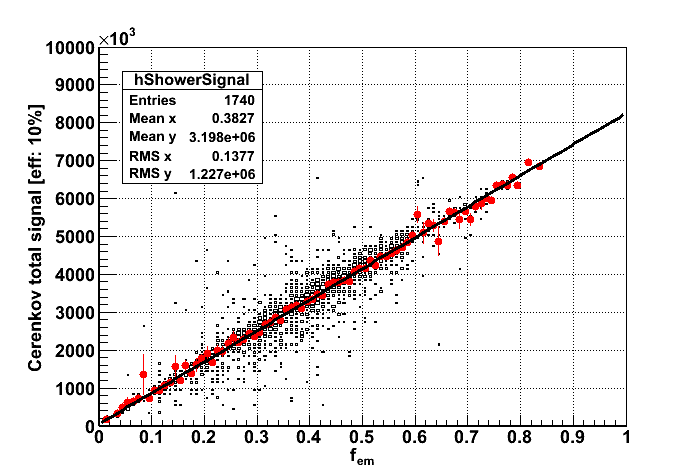 ×10³
10000
9000
8000
7000
6000
5000
4000
3000
2000
1000
0
Cerenkov total signal [eff: 10%]
hShowerSignal
Entries 1740
Mean x 0.3827
Mean y 3.198e+06
RMS x 0.1377
RMS y 1.227e+06
0 0.1 0.2 0.3 0.4 0.5 0.6 0.7 0.8 0.9 1
f_em